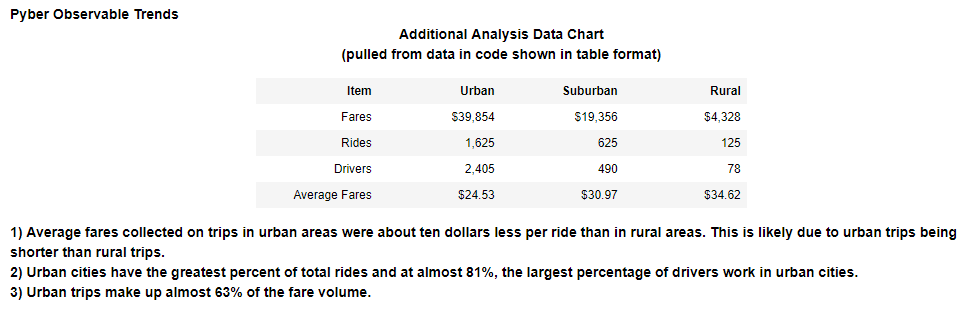 Pyber Observable Trends
Additional Analysis Data Chart
(pulled from data in code shown in table format)
Item Urban Suburban Rural
Fares $39,854 $19,356 $4,328
Rides 1,625 625 125
Drivers 2,405 490 78
Average Fares $24.53 $30.97 $34.62
1) Average fares collected on trips in urban areas were about ten dollars less per ride than in rural areas. This is likely due to urban trips being
shorter than rural trips.
2) Urban cities have the greatest percent of total rides and at almost 81%, the largest percentage of drivers work in urban cities.
3) Urban trips make up almost 63% of the fare volume.